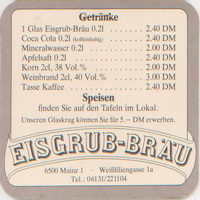 Getränke
1 Glas Eisgrub-Bräu 0.2l 2.40 DM
Coca Cola 0.2l (koffeinhaltig) 2.40 DM
Mineralwasser 0.2l 2.00 DM
Apfelsaft 0.2l 2.40 DM
Korn 2cl, 38 Vol.% 2.00 DM
Weinbrand 2cl, 40 Vol.% 3.00 DM
Tasse Kaffee 2.40 DM
Speisen
finden Sie auf den Tafeln im Lokal.
Unseren Glaskrug können Sie für 5.– DM erwerben.
EISGRUB-BRÄU
6500 Mainz 1 · Weißliliengasse 1a
Tel.: 06131/221104